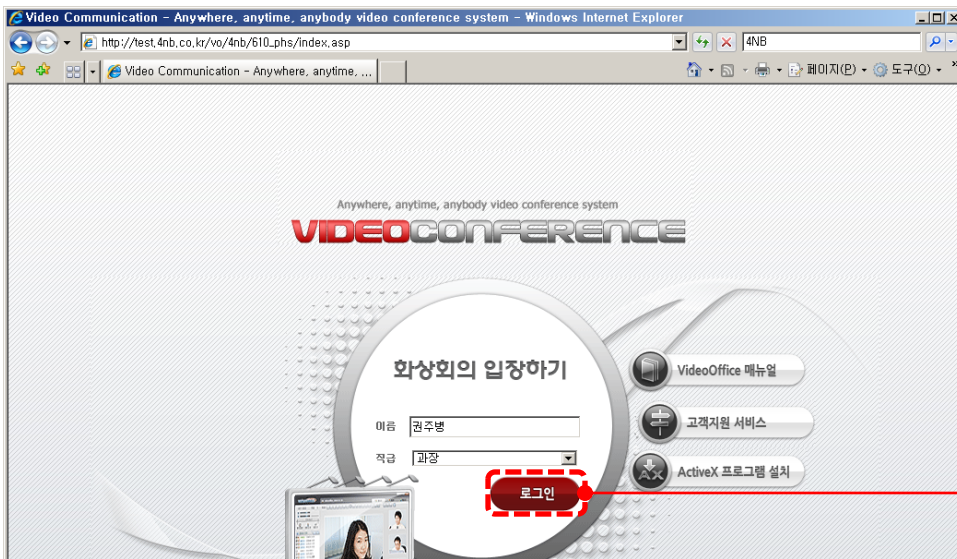 Video Communication - Anywhere, anytime, anybody video conference system - Windows Internet Explorer
http://test.4nb.co.kr/vo/4nb/610_phs/index.asp
4NB
Video Communication - Anywhere, anytime, ...
페이지(P)
도구(O)
Anywhere, anytime, anybody video conference system
VIDEOCONFERENCE
화상회의 입장하기
VideoOffice 매뉴얼
이름 권주병
고객지원 서비스
직급 과장
ActiveX 프로그램 설치
로그인